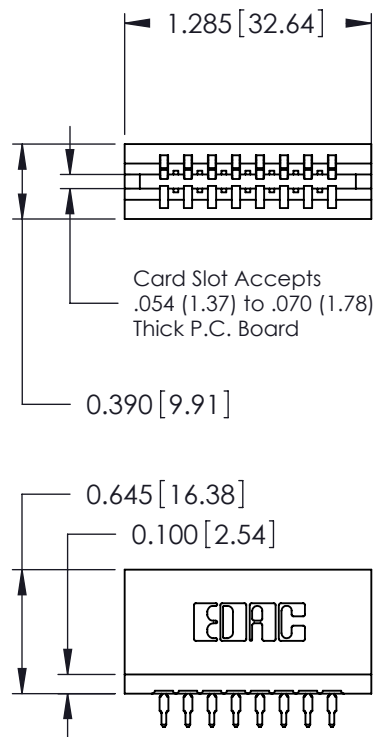 1.285 [32.64]
Card Slot Accepts
.054 (1.37) to .070 (1.78)
Thick P.C. Board
0.390 [9.91]
0.645 [16.38]
0.100 [2.54]
EDAC